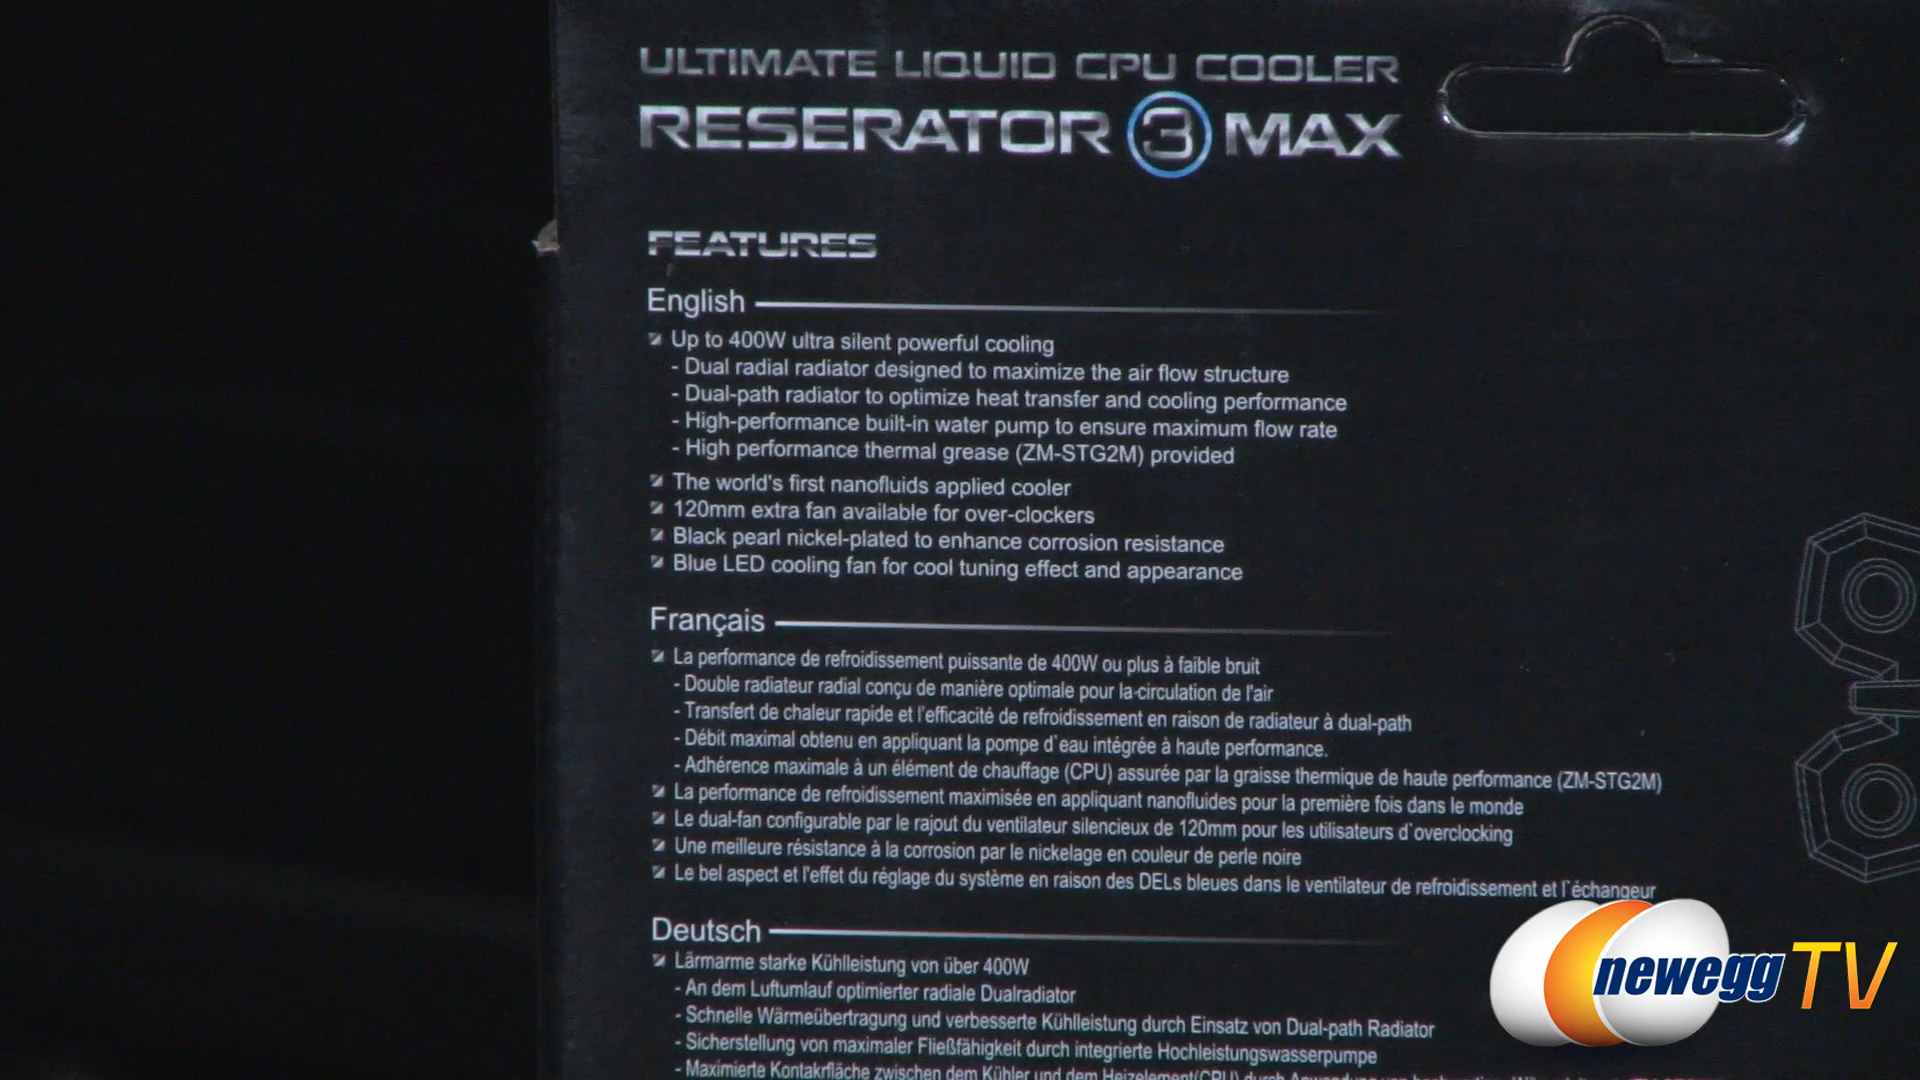 ULTIMATE LIQUID CPU COOLER
RESERATOR 3 MAX
FEATURES
English
Up to 400W ultra silent powerful cooling
- Dual radial radiator designed to maximize the air flow structure
- Dual-path radiator to optimize heat transfer and cooling performance
- High-performance built-in water pump to ensure maximum flow rate
- High performance thermal grease (ZM-STG2M) provided
The world's first nanofluids applied cooler
120mm extra fan available for over-clockers
Black pearl nickel-plated to enhance corrosion resistance
Blue LED cooling fan for cool tuning effect and appearance
Français
La performance de refroidissement puissante de 400W ou plus à faible bruit
- Double radiateur radial conçu de manière optimale pour la circulation de l'air
- Transfert de chaleur rapide et l'efficacité de refroidissement en raison de radiateur à dual-path
- Débit maximal obtenu en appliquant la pompe d`eau intégrée à haute performance.
- Adhérence maximale à un élément de chauffage (CPU) assurée par la graisse thermique de haute performance (ZM-STG2M)
La performance de refroidissement maximisée en appliquant nanofluides pour la première fois dans le monde
Le dual-fan configurable par le rajout du ventilateur silencieux de 120mm pour les utilisateurs d`overclocking
Une meilleure résistance à la corrosion par le nickelage en couleur de perle noire
Le bel aspect et l'effet du réglage du système en raison des DELs bleues dans le ventilateur de refroidissement et l`échangeur
Deutsch
Lärmarme starke Kühlleistung von über 400W
- An dem Luftumlauf optimierter radiale Dualradiator
- Schnelle Wärmeübertragung und verbesserte Kühlleistung durch Einsatz von Dual-path Radiator
- Sicherstellung von maximaler Fließfähigkeit durch integrierte Hochleistungswasserpumpe
- Maximierte Kontakrfläche zwischen dem Kühler und dem Heizelement(CPU) durch
newegg TV